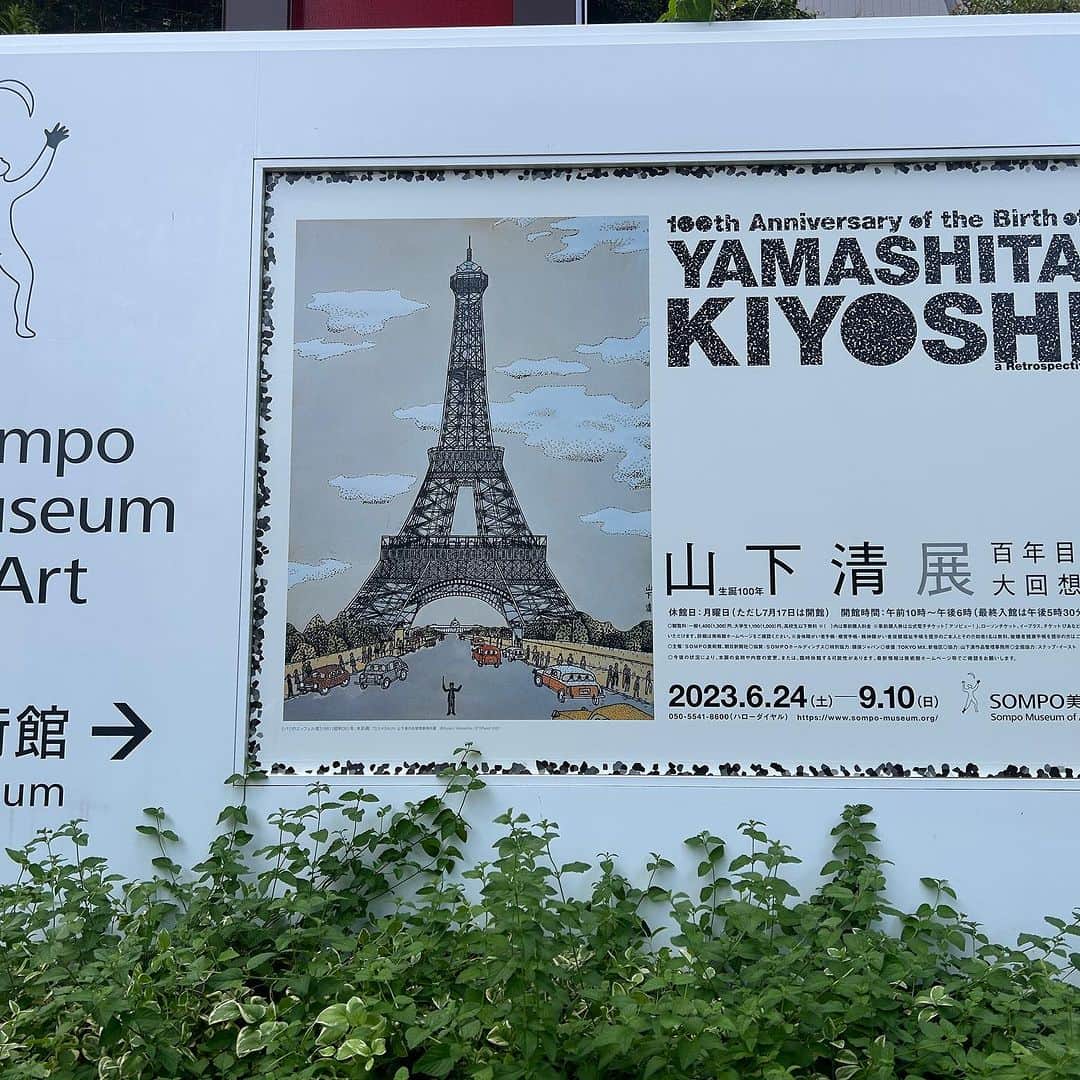 ompo
useum
Art
術館
um
100th Anniversary of the Birth of
YAMASHITA
KIYOSHI
a Retrospectiv
山下清展
生誕100年
百年目
大回想
休館日：月曜日（ただし7月17日は開館） 開館時間：午前10時～午後6時（最終入館は午後5時30分
2023.6.24(土)—9.10(日)
050-5541-8600（ハローダイヤル） https://www.sompo-museum.org/
SOMPO美
Sompo Museum of A
山下清